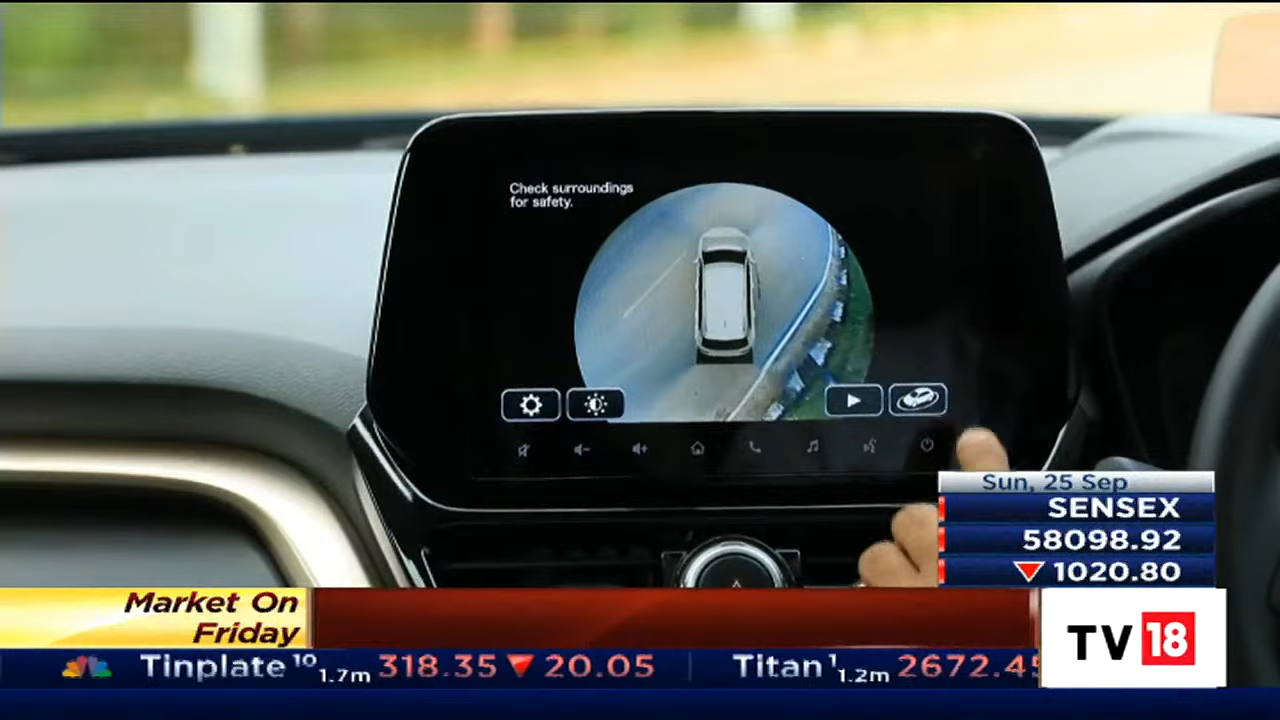 Check surroundings
for safety.
Sun, 25 Sep
SENSEX
58098.92
▼ 1020.80
Market On
Friday
TV18
Tinplate 10 1.7m 318.35 ▼ 20.05
Titan 1 1.2m 2672.45